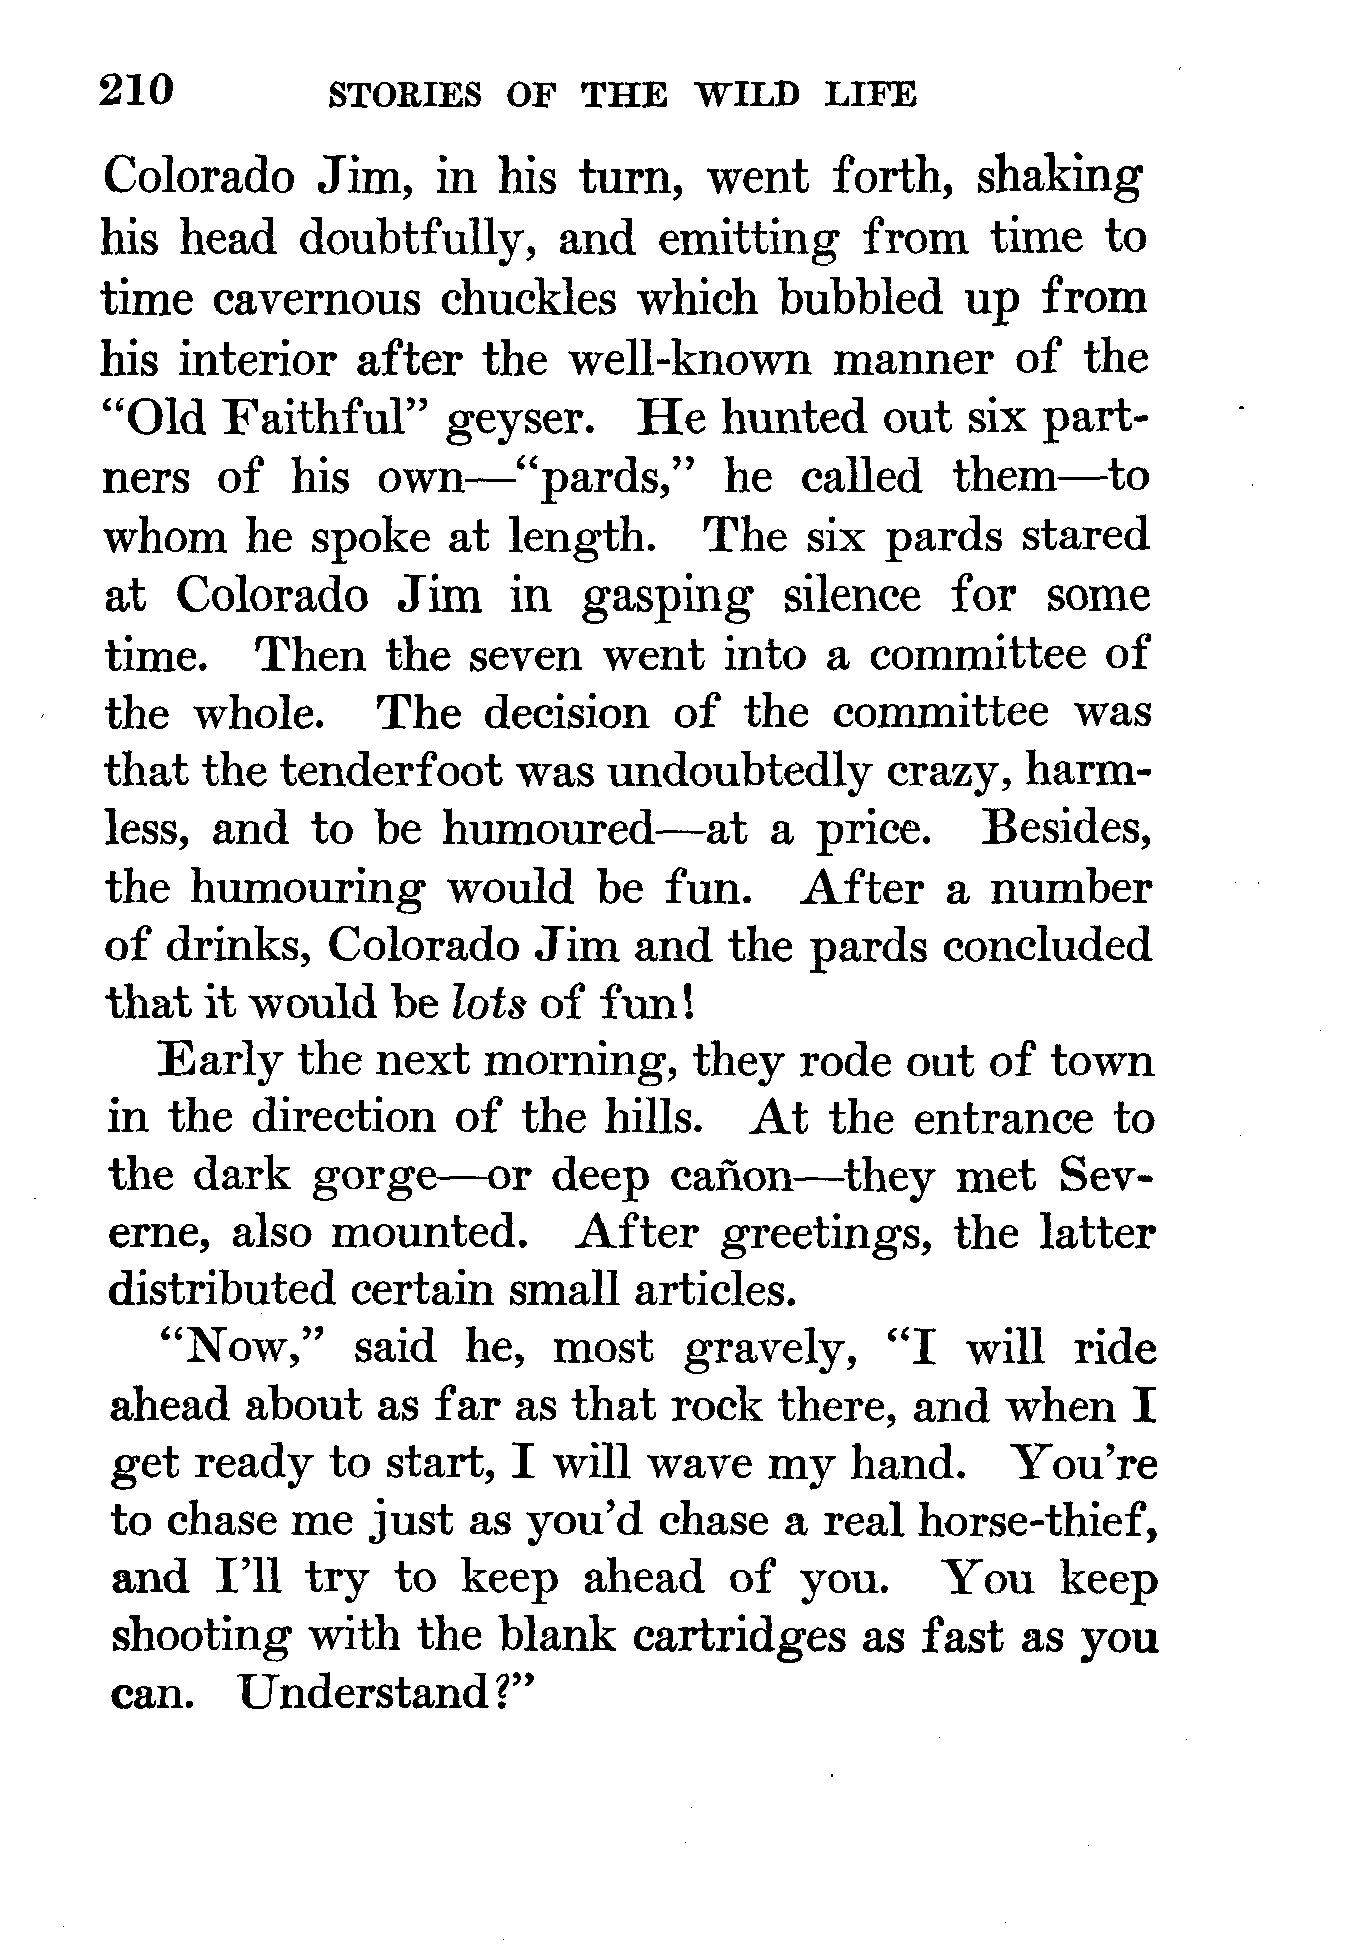 210 STORIES OF THE WILD LIFE
Colorado Jim, in his turn, went forth, shaking
his head doubtfully, and emitting from time to
time cavernous chuckles which bubbled up from
his interior after the well-known manner of the
“Old Faithful” geyser. He hunted out six part-
ners of his own—“pards,” he called them—to
whom he spoke at length. The six pards stared
at Colorado Jim in gasping silence for some
time. Then the seven went into a committee of
the whole. The decision of the committee was
that the tenderfoot was undoubtedly crazy, harm-
less, and to be humoured—at a price. Besides,
the humouring would be fun. After a number
of drinks, Colorado Jim and the pards concluded
that it would be lots of fun!
Early the next morning, they rode out of town
in the direction of the hills. At the entrance to
the dark gorge—or deep cañon—they met Sev-
erne, also mounted. After greetings, the latter
distributed certain small articles.
“Now,” said he, most gravely, “I will ride
ahead about as far as that rock there, and when I
get ready to start, I will wave my hand. You’re
to chase me just as you’d chase a real horse-thief,
and I’ll try to keep ahead of you. You keep
shooting with the blank cartridges as fast as you
can. Understand?”